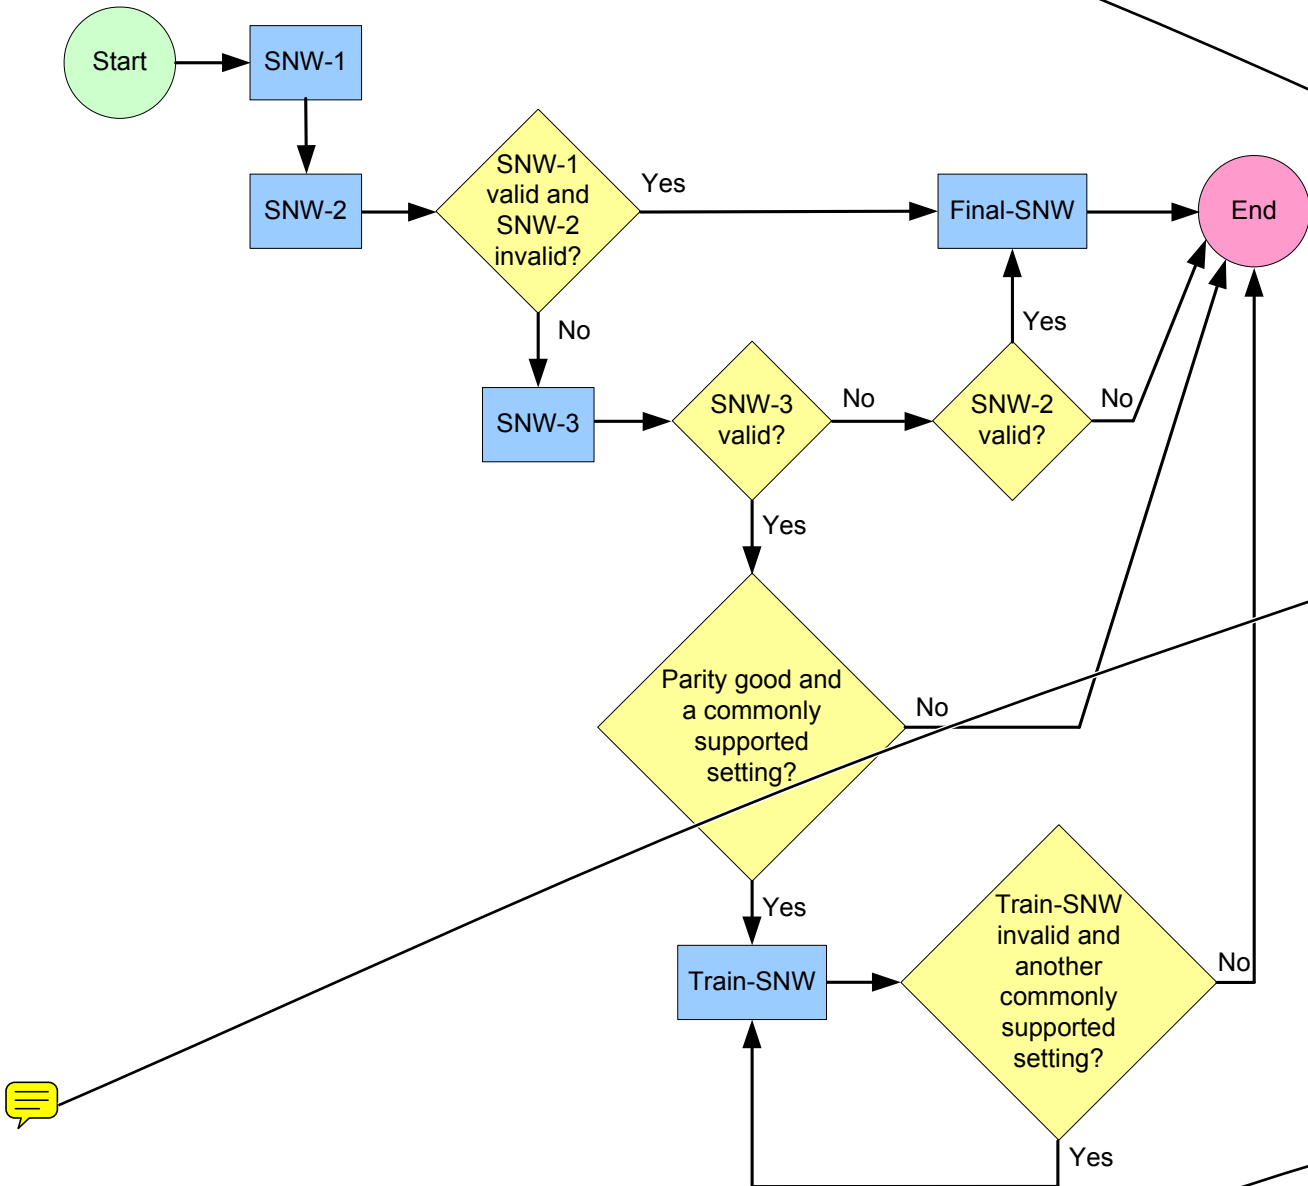 Start
SNW-1
SNW-2
SNW-1
valid and
SNW-2
invalid?
Yes
Final-SNW
End
No
Yes
SNW-3
SNW-3
valid?
No
SNW-2
valid?
No
Yes
Parity good and
a commonly
supported
setting?
No
Yes
Train-SNW
Train-SNW
invalid and
another
commonly
supported
setting?
No
Yes